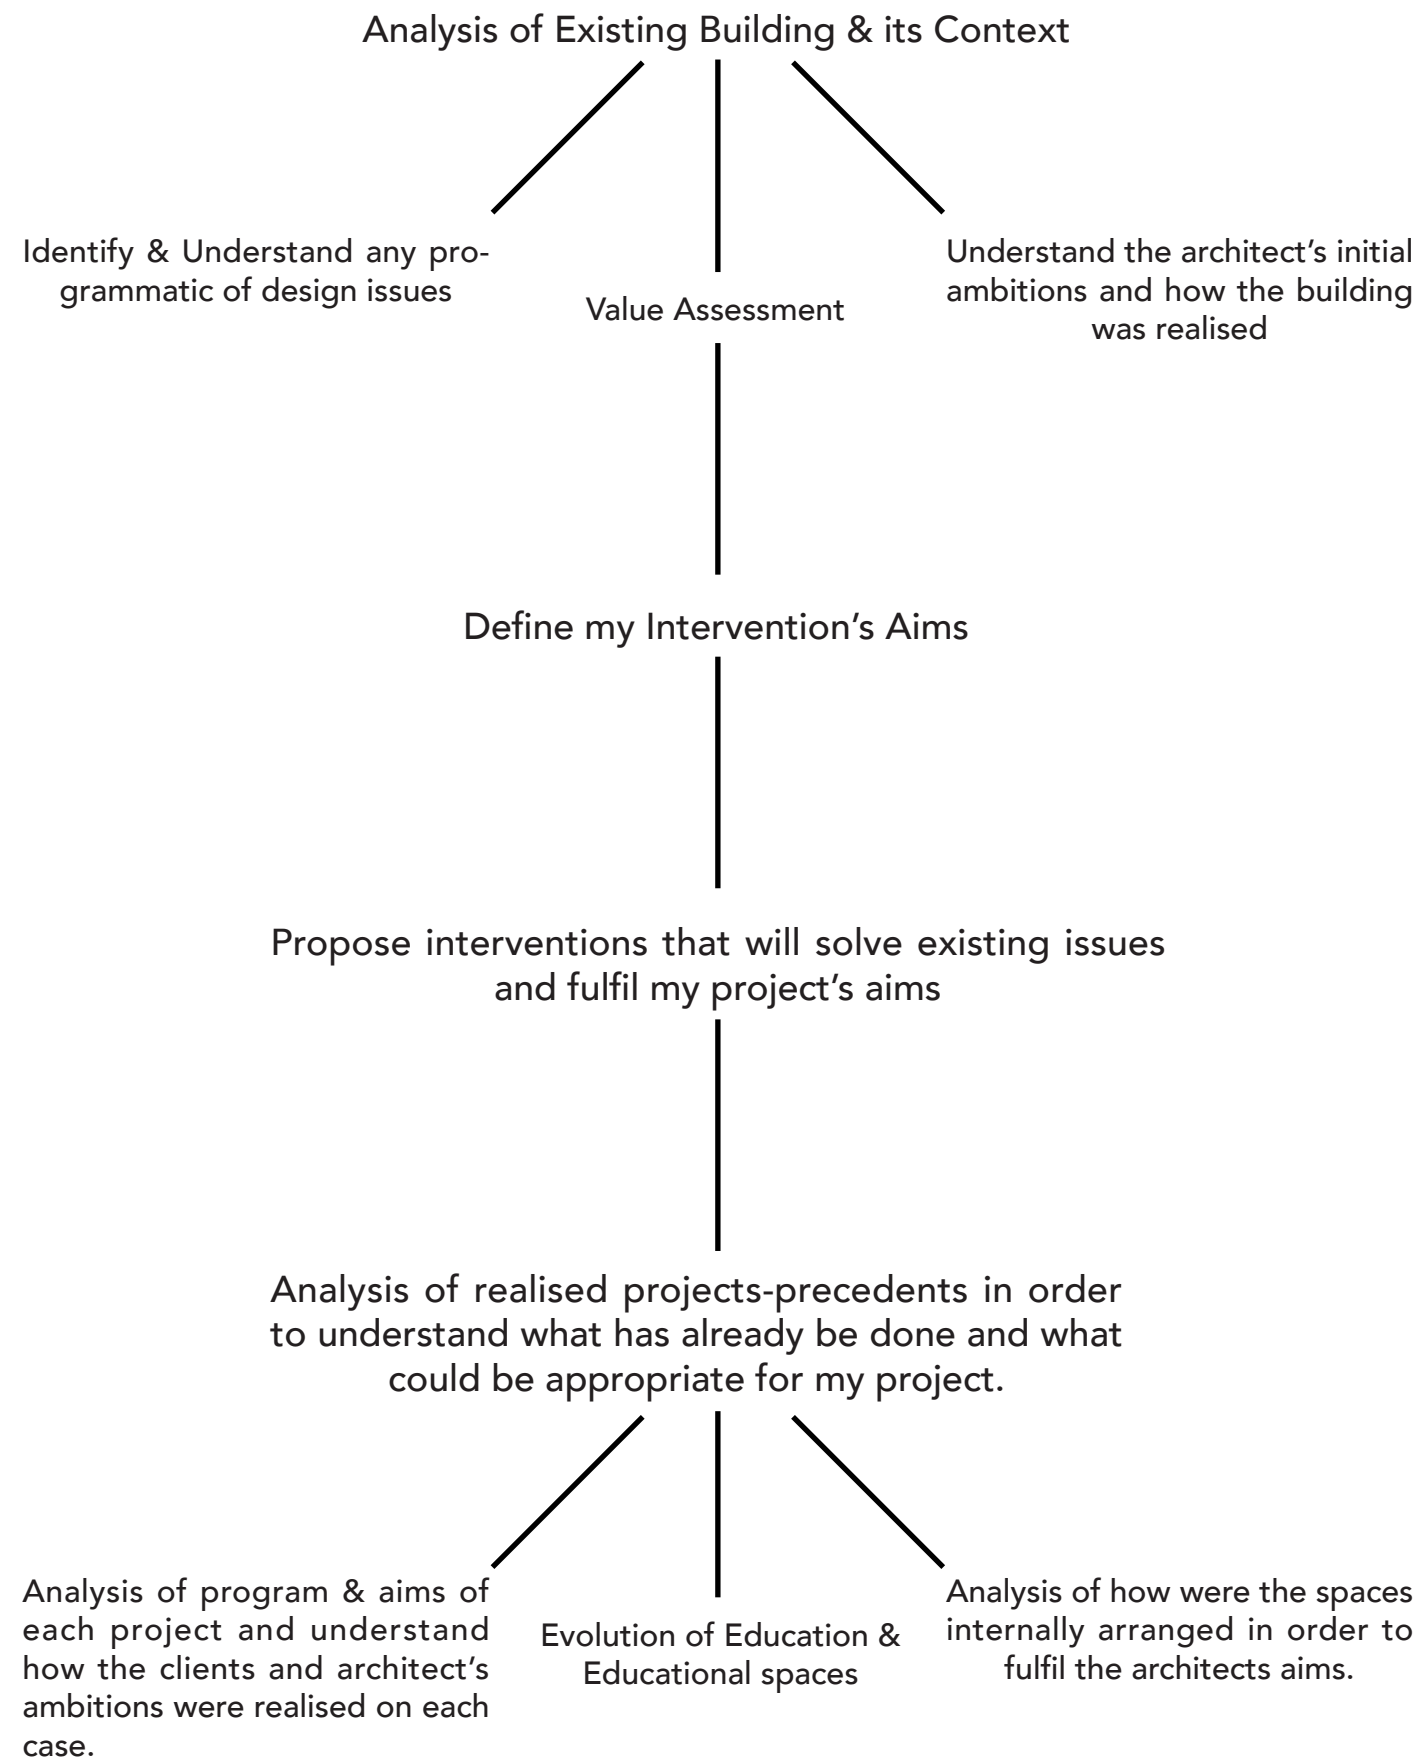 Analysis of Existing Building & its Context
Identify & Understand any pro-
grammatic of design issues
Value Assessment
Understand the architect’s initial
ambitions and how the building
was realised
Define my Intervention’s Aims
Propose interventions that will solve existing issues
and fulfil my project’s aims
Analysis of realised projects-precedents in order
to understand what has already be done and what
could be appropriate for my project.
Analysis of program & aims of
each project and understand
how the clients and architect’s
ambitions were realised on each
case.
Evolution of Education &
Educational spaces
Analysis of how were the spaces
internally arranged in order to
fulfil the architects aims.